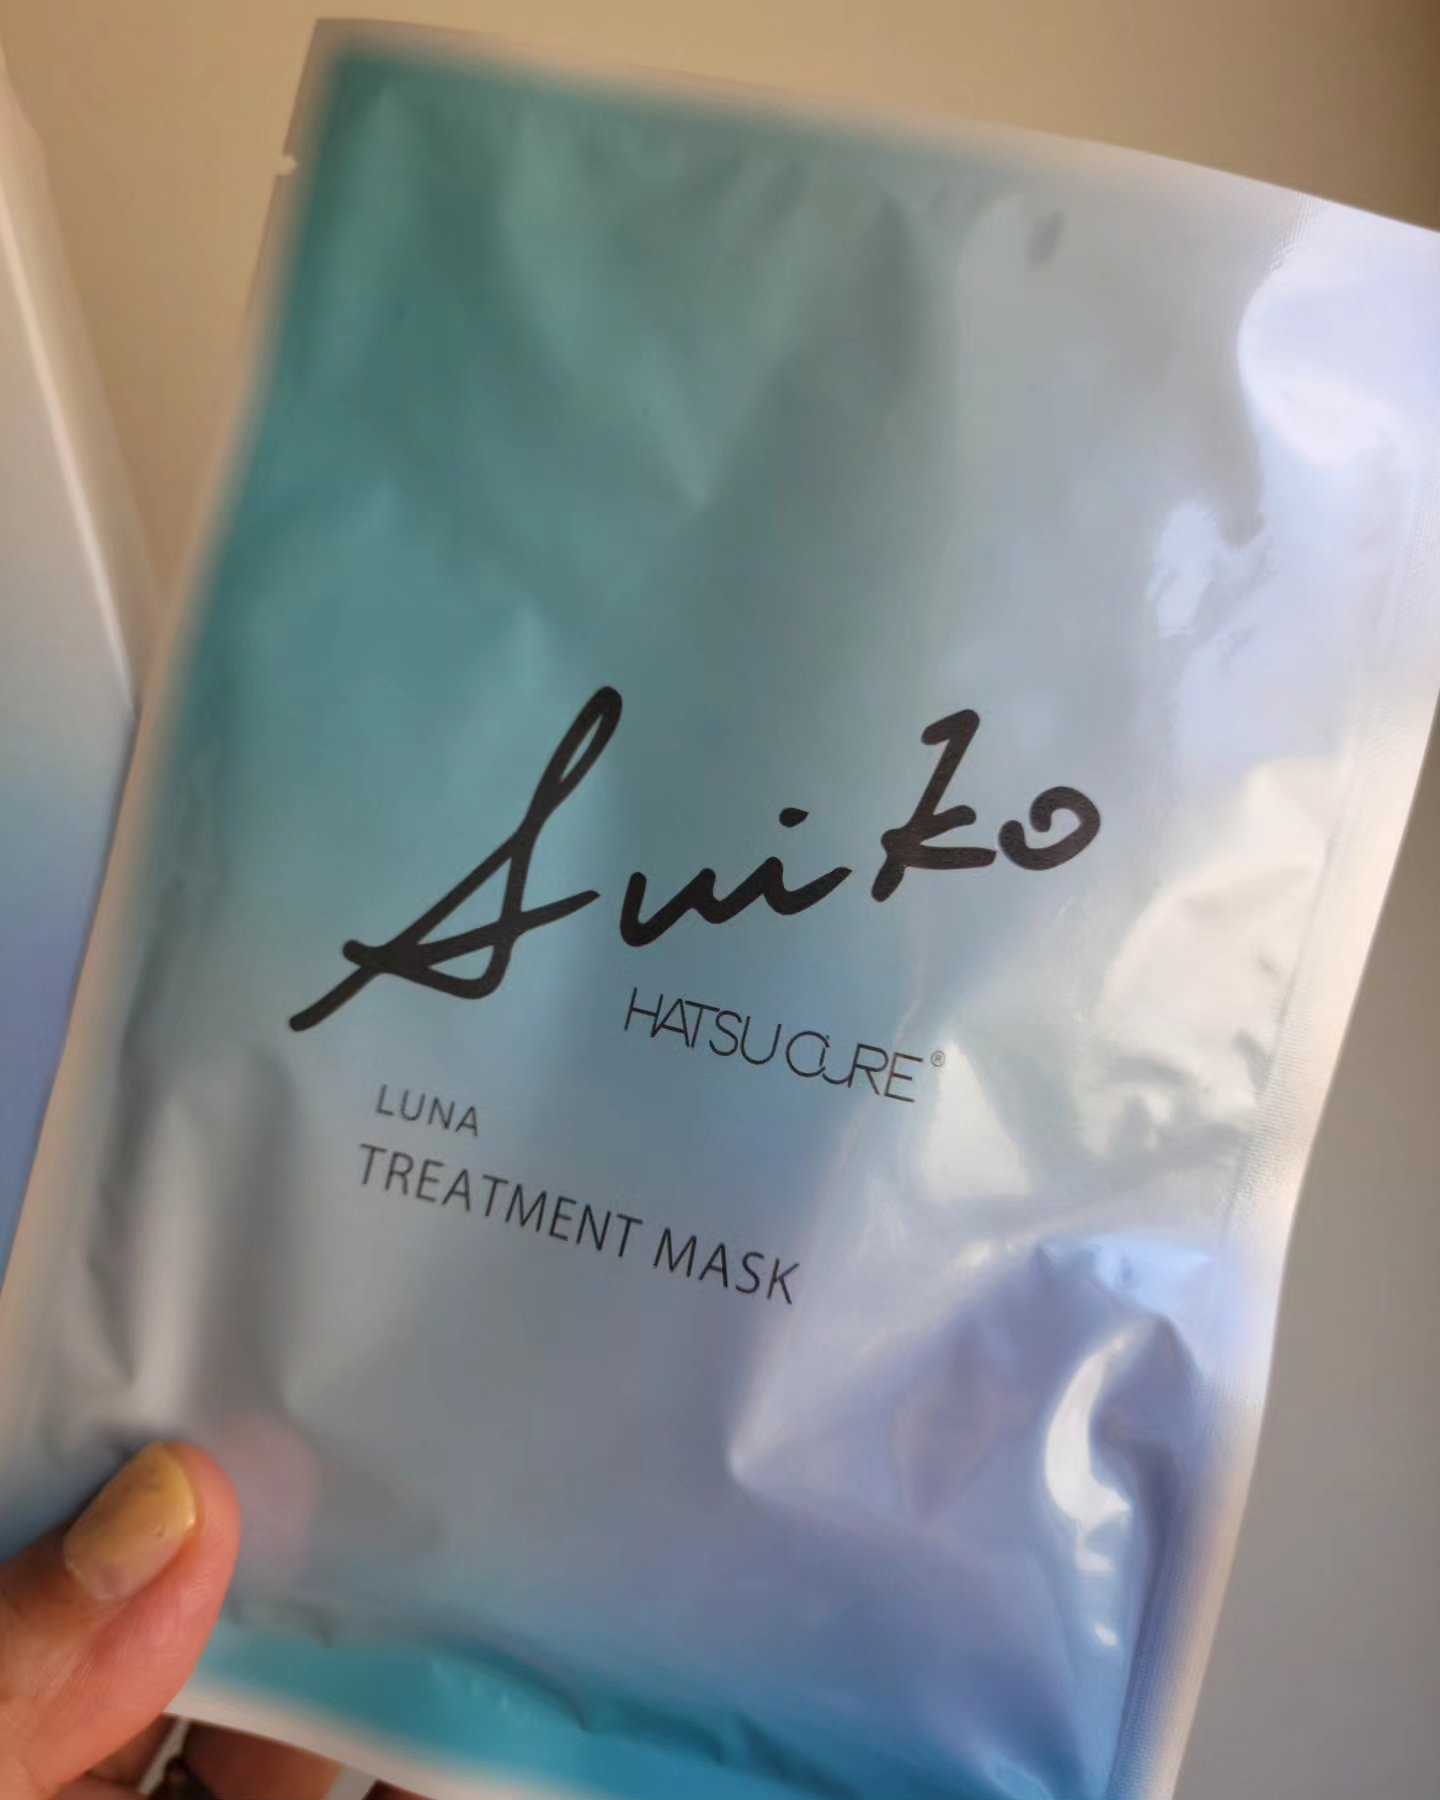 Suiko
HATSU CURE®
LUNA
TREATMENT MASK